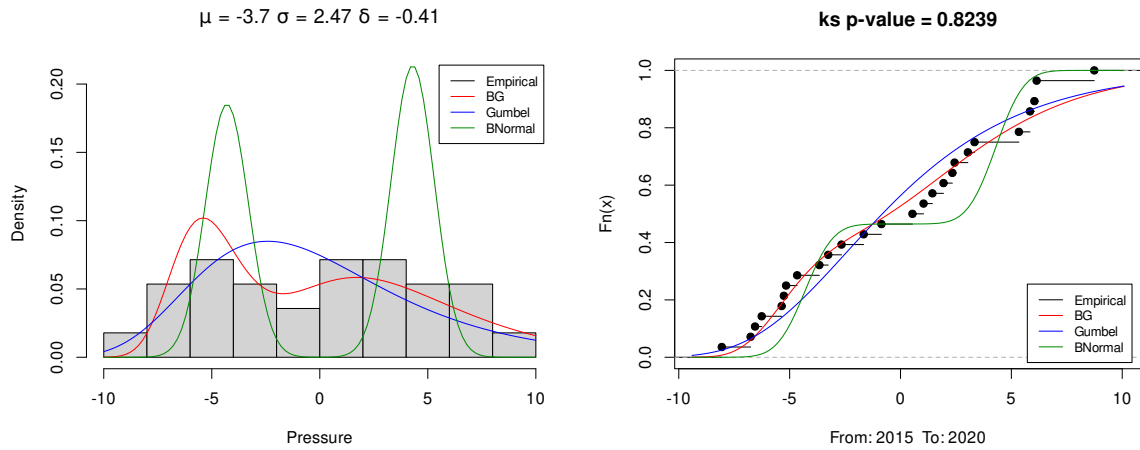 μ = -3.7 σ = 2.47 δ = -0.41
Density
0.20
0.15
0.10
0.05
0.00
Empirical
BG
Gumbel
BNormal
-10 -5 0 5 10
Pressure
ks p-value = 0.8239
Fn(x)
1.0
0.8
0.6
0.4
0.2
0.0
Empirical
BG
Gumbel
BNormal
-10 -5 0 5 10
From: 2015 To: 2020